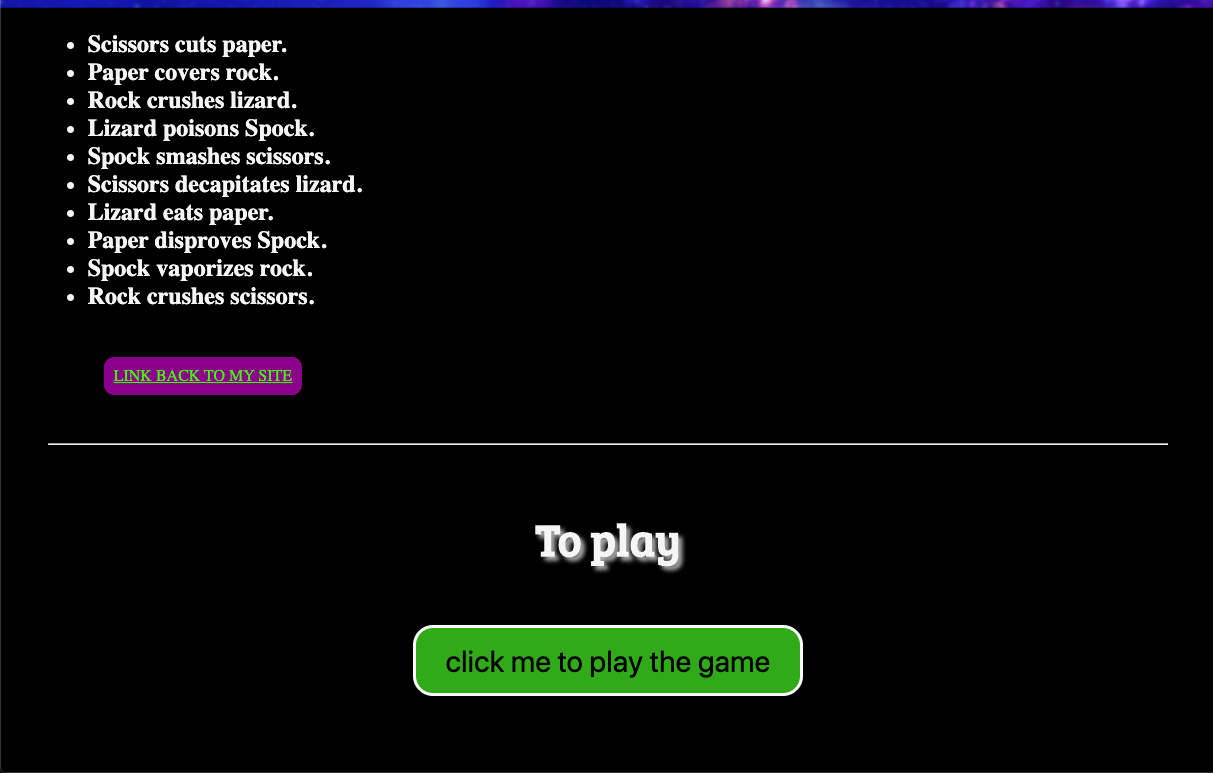 Scissors cuts paper.
Paper covers rock.
Rock crushes lizard.
Lizard poisons Spock.
Spock smashes scissors.
Scissors decapitates lizard.
Lizard eats paper.
Paper disproves Spock.
Spock vaporizes rock.
Rock crushes scissors.
LINK BACK TO MY SITE
To play
click me to play the game